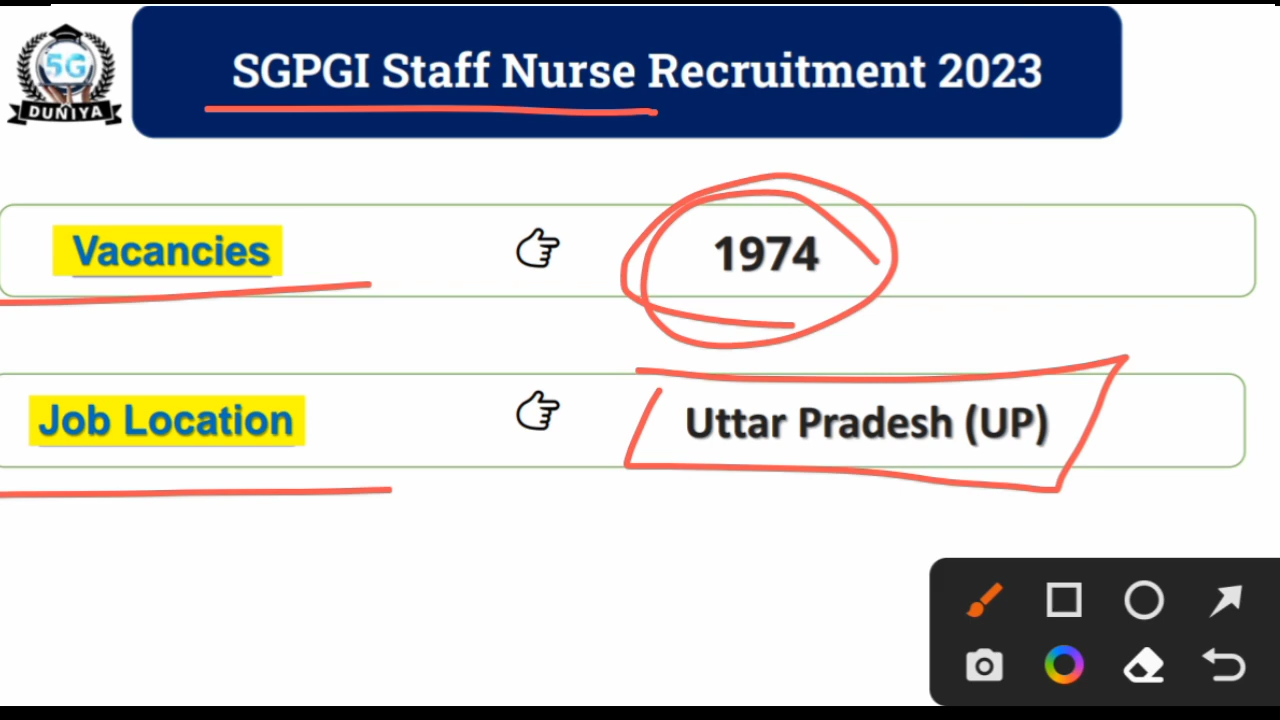 5G
DUNIYA
SGPGI Staff Nurse Recruitment 2023
Vacancies 1974
Job Location Uttar Pradesh (UP)